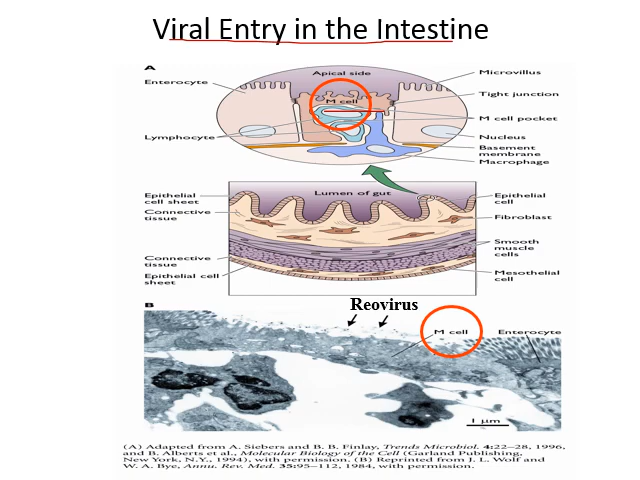 Viral Entry in the Intestine
A
Apical side
Enterocyte
Microvillus
Tight junction
M cell
M cell pocket
Lymphocyte
Nucleus
Basement
membrane
Macrophage
Lumen of gut
Epithelial
cell sheet
Connective
tissue
Epithelial
cell
Fibroblast
Smooth
muscle
cells
Connective
tissue
Epithelial cell
sheet
Mesothelial
cell
B
Reovirus
M cell
Enterocyte
1 µm
(A) Adapted from A. Siebers and B. B. Finlay, Trends Microbiol. 4:22–28, 1996,
and B. Alberts et al., Molecular Biology of the Cell (Garland Publishing,
New York, N.Y., 1994), with permission. (B) Reprinted from J. L. Wolf and
W. A. Bye, Annu. Rev. Med. 35:95–112, 1984, with permission.